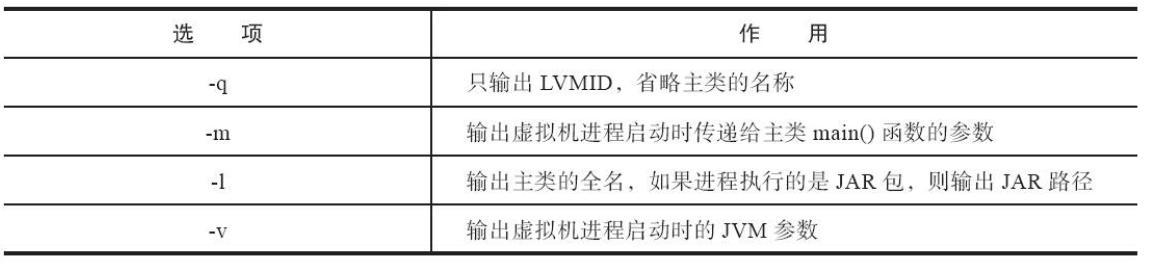 选 项 作 用
-q 只输出 LVMID，省略主类的名称
-m 输出虚拟机进程启动时传递给主类 main() 函数的参数
-l 输出主类的全名，如果进程执行的是 JAR 包，则输出 JAR 路径
-v 输出虚拟机进程启动时的 JVM 参数